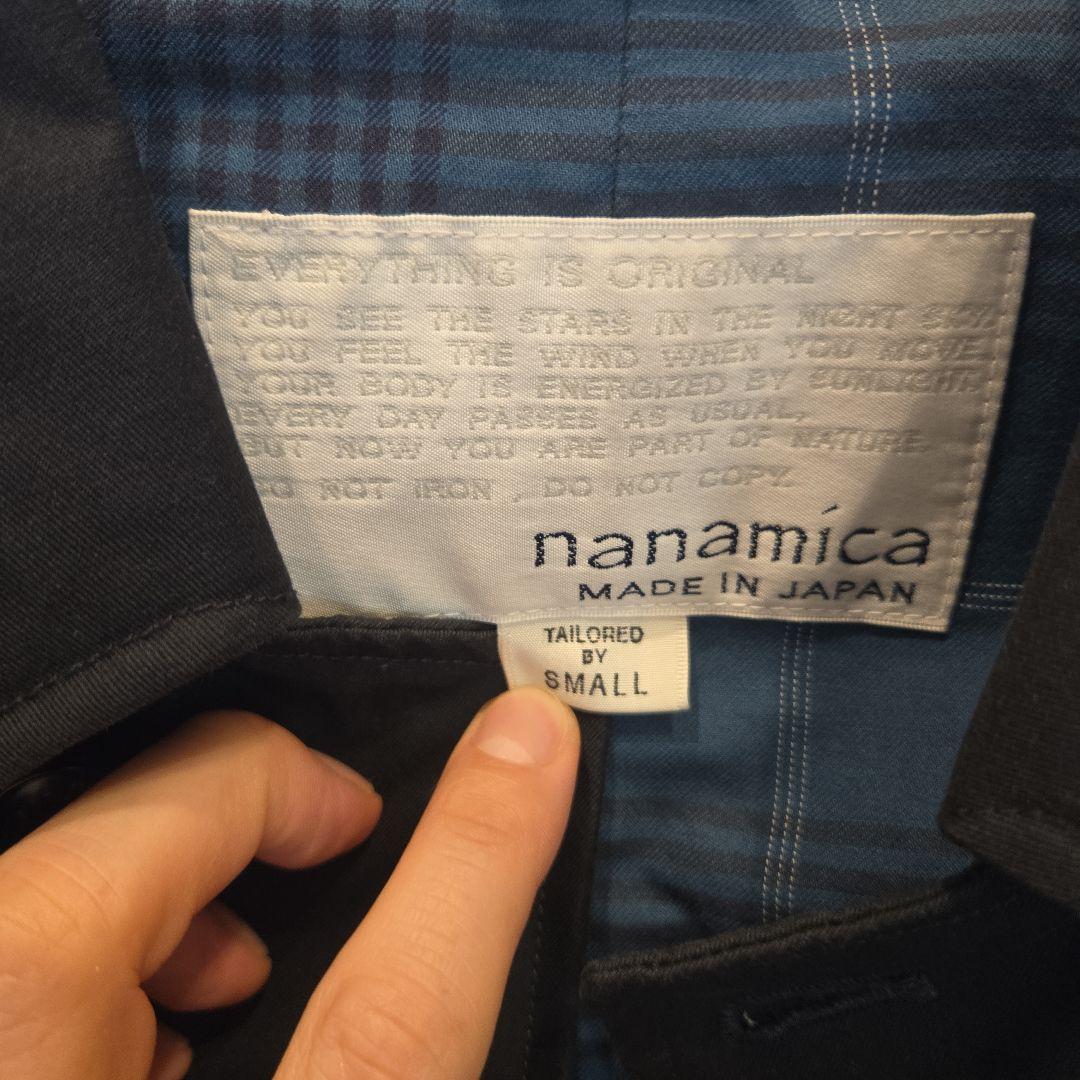 EVERYTHING IS ORIGINAL
YOU SEE THE STARS IN THE NIGHT SKY.
YOU FEEL THE WIND WHEN YOU MOVE.
YOUR BODY IS ENERGIZED BY SUNLIGHT.
EVERY DAY PASSES AS USUAL,
BUT NOW YOU ARE PART OF NATURE.
DO NOT IRON , DO NOT COPY.
nanamica
MADE IN JAPAN
TAILORED
BY
SMALL